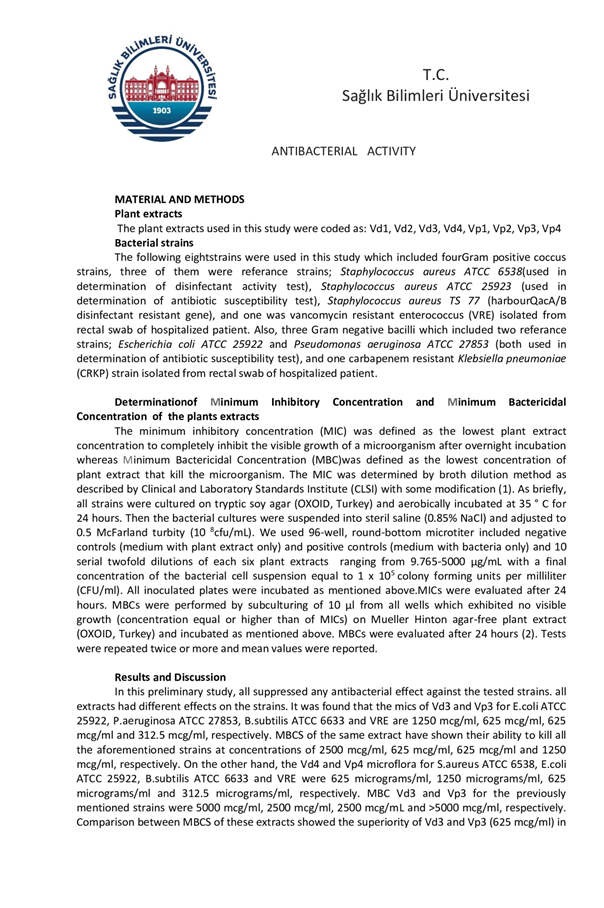 SAĞLIK BİLİMLERİ ÜNİVERSİTESİ
1903
T.C.
Sağlık Bilimleri Üniversitesi
ANTIBACTERIAL ACTIVITY
MATERIAL AND METHODS
Plant extracts
The plant extracts used in this study were coded as: Vd1, Vd2, Vd3, Vd4, Vp1, Vp2, Vp3, Vp4
Bacterial strains
The following eightstrains were used in this study which included fourGram positive coccus
strains, three of them were referance strains; Staphylococcus aureus ATCC 6538(used in
determination of disinfectant activity test), Staphylococcus aureus ATCC 25923 (used in
determination of antibiotic susceptibility test), Staphylococcus aureus TS 77 (harbourQacA/B
disinfectant resistant gene), and one was vancomycin resistant enterococcus (VRE) isolated from
rectal swab of hospitalized patient. Also, three Gram negative bacilli which included two referance
strains; Escherichia coli ATCC 25922 and Pseudomonas aeruginosa ATCC 27853 (both used in
determination of antibiotic susceptibility test), and one carbapenem resistant Klebsiella pneumoniae
(CRKP) strain isolated from rectal swab of hospitalized patient.
Determinationof Minimum Inhibitory Concentration and Minimum Bactericidal
Concentration of the plants extracts
The minimum inhibitory concentration (MIC) was defined as the lowest plant extract
concentration to completely inhibit the visible growth of a microorganism after overnight incubation
whereas Minimum Bactericidal Concentration (MBC)was defined as the lowest concentration of
plant extract that kill the microorganism. The MIC was determined by broth dilution method as
described by Clinical and Laboratory Standards Institute (CLSI) with some modification (1). As briefly,
all strains were cultured on tryptic soy agar (OXOID, Turkey) and aerobically incubated at 35 ° C for
24 hours. Then the bacterial cultures were suspended into steril saline (0.85% NaCl) and adjusted to
0.5 McFarland turbity (10 ⁸cfu/mL). We used 96-well, round-bottom microtiter included negative
controls (medium with plant extract only) and positive controls (medium with bacteria only) and 10
serial twofold dilutions of each six plant extracts ranging from 9.765-5000 µg/mL with a final
concentration of the bacterial cell suspension equal to 1 x 10⁵ colony forming units per milliliter
(CFU/ml). All inoculated plates were incubated as mentioned above.MICs were evaluated after 24
hours. MBCs were performed by subculturing of 10 µl from all wells which exhibited no visible
growth (concentration equal or higher than of MICs) on Mueller Hinton agar-free plant extract
(OXOID, Turkey) and incubated as mentioned above. MBCs were evaluated after 24 hours (2). Tests
were repeated twice or more and mean values were reported.
Results and Discussion
In this preliminary study, all suppressed any antibacterial effect against the tested strains. all
extracts had different effects on the strains. It was found that the mics of Vd3 and Vp3 for E.coli ATCC
25922, P.aeruginosa ATCC 27853, B.subtilis ATCC 6633 and VRE are 1250 mcg/ml, 625 mcg/ml, 625
mcg/ml and 312.5 mcg/ml, respectively. MBCS of the same extract have shown their ability to kill all
the aforementioned strains at concentrations of 2500 mcg/ml, 625 mcg/ml, 625 mcg/ml and 1250
mcg/ml, respectively. On the other hand, the Vd4 and Vp4 microflora for S.aureus ATCC 6538, E.coli
ATCC 25922, B.subtilis ATCC 6633 and VRE were 625 micrograms/ml, 1250 micrograms/ml, 625
micrograms/ml and 312.5 micrograms/ml, respectively. MBC Vd3 and Vp3 for the previously
mentioned strains were 5000 mcg/ml, 2500 mcg/ml, 2500 mcg/mL and >5000 mcg/ml, respectively.
Comparison between MBCS of these extracts showed the superiority of Vd3 and Vp3 (625 mcg/ml) in